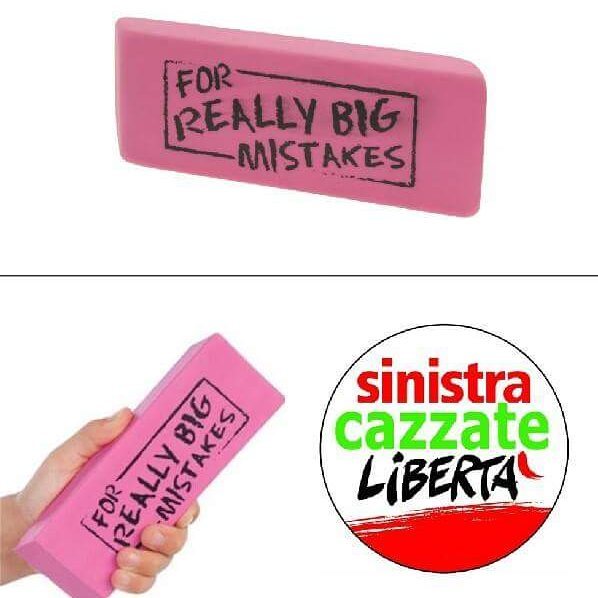 FOR
REALLY BIG
MISTAKES
FOR
REALLY BIG
MISTAKES
sinistra
cazzate
LiBERTA'